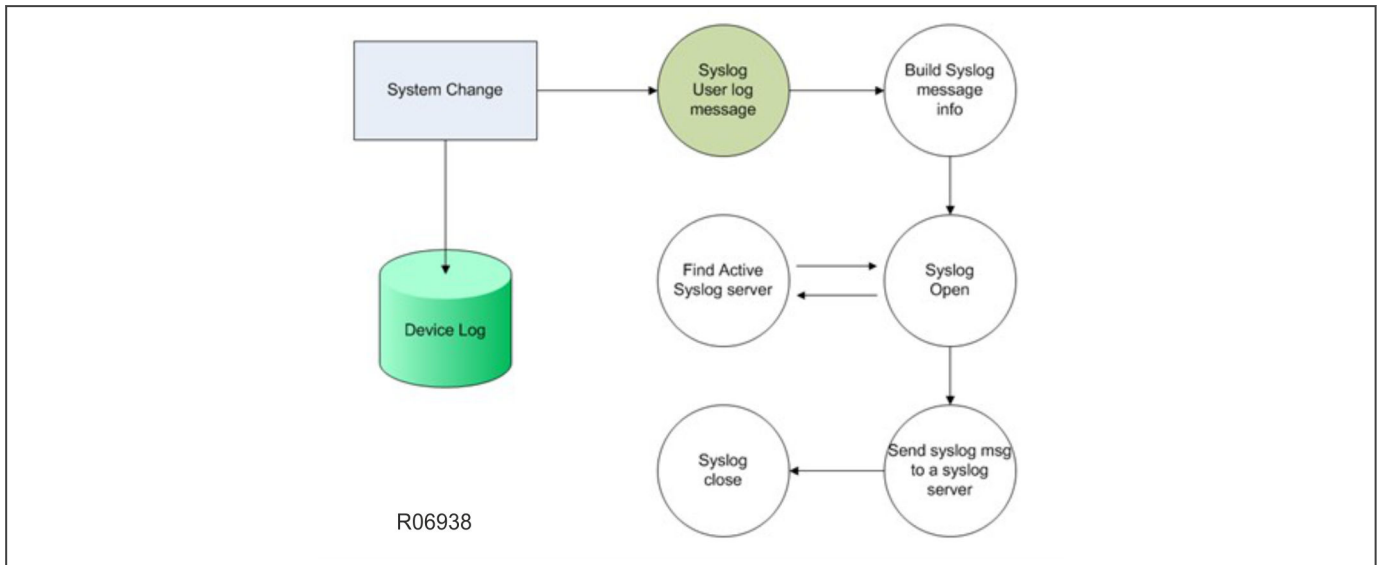 System Change
Syslog
User log
message
Build Syslog
message
info
Find Active
Syslog server
Syslog
Open
Device Log
Syslog
close
Send syslog msg
to a syslog
server
R06938